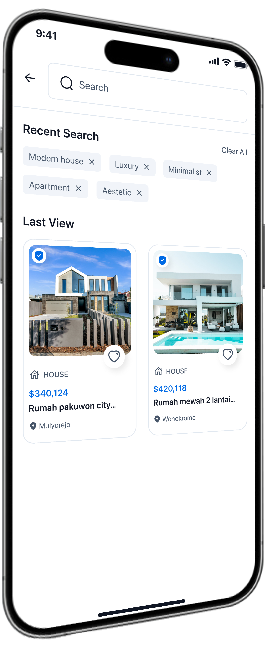 9:41
Search
Recent Search
Clear All
Modern house ×
Luxury ×
Minimalist ×
Apartment ×
Aestetic ×
Last View
HOUSE
$340,124
Rumah pakuwon city..
Mulyorejo
HOUSE
$420,118
Rumah mewah 2 lantai...
Wonokromo